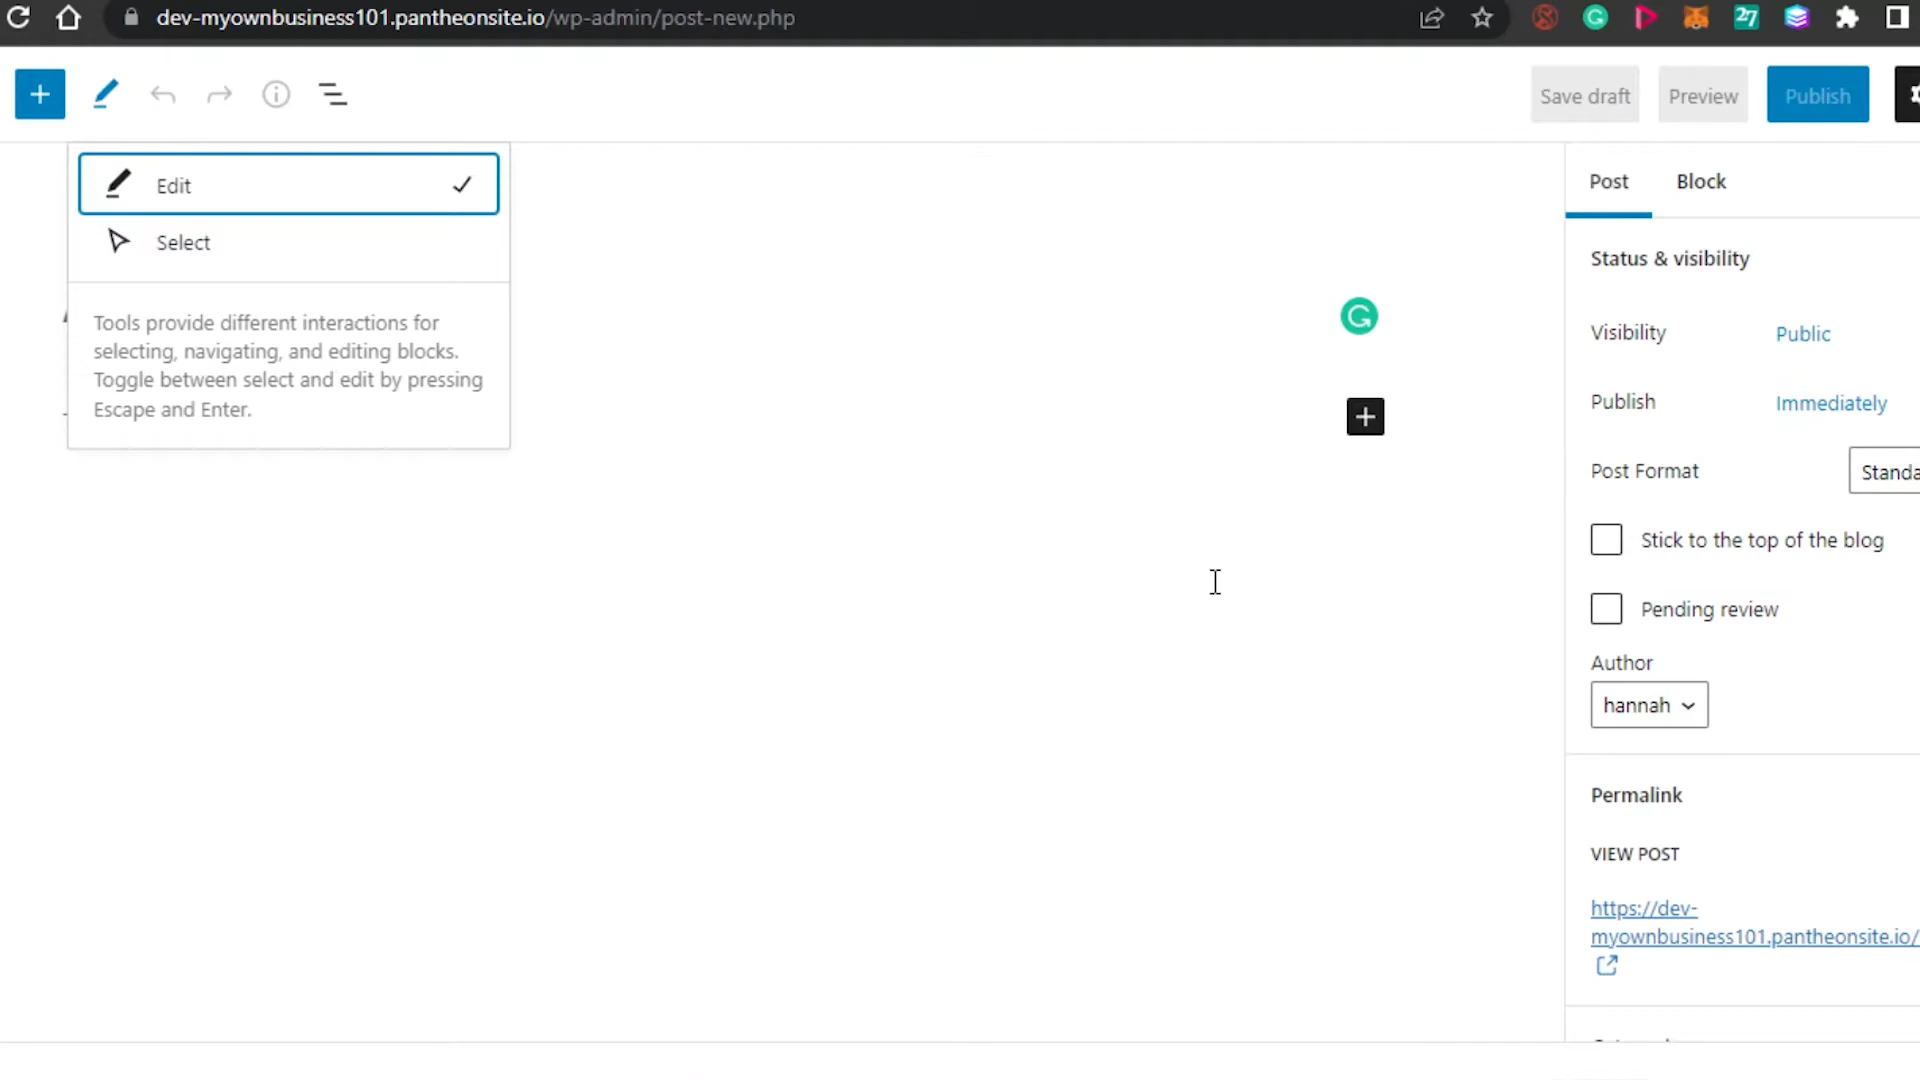 dev-myownbusiness101.pantheonsite.io/wp-admin/post-new.php
27
Save draft
Preview
Publish
Edit
Select
Tools provide different interactions for
selecting, navigating, and editing blocks.
Toggle between select and edit by pressing
Escape and Enter.
Post
Block
Status & visibility
Visibility
Public
Publish
Immediately
Post Format
Standa
Stick to the top of the blog
Pending review
Author
hannah
Permalink
VIEW POST
https://dev-
myownbusiness101.pantheonsite.io/